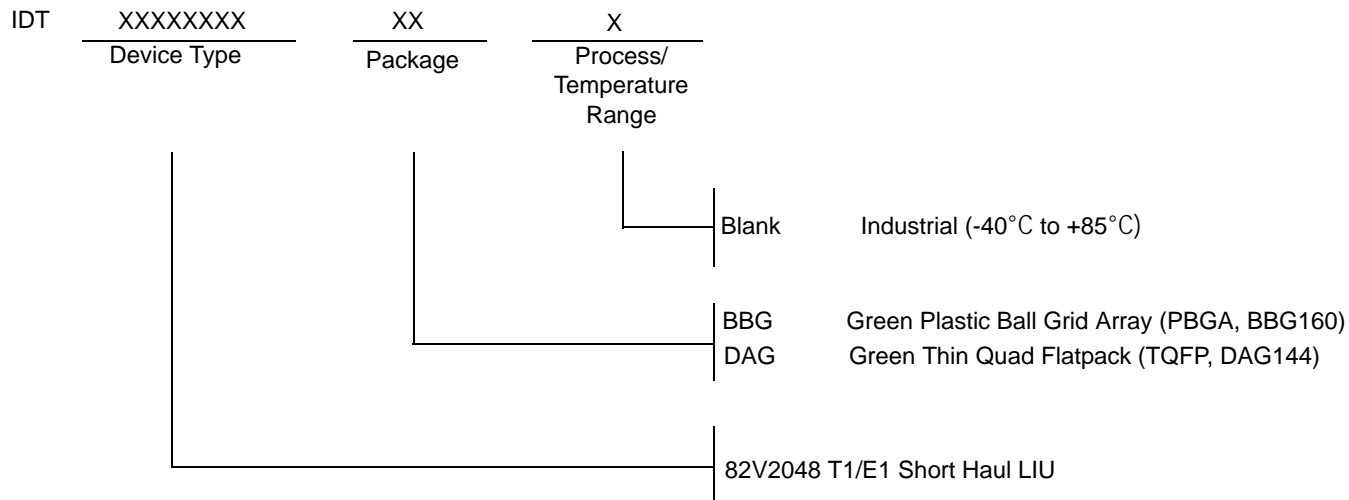 IDT XXXXXXXX XX X
Device Type Package Process/
Temperature
Range
Blank Industrial (-40°C to +85°C)
BBG Green Plastic Ball Grid Array (PBGA, BBG160)
DAG Green Thin Quad Flatpack (TQFP, DAG144)
82V2048 T1/E1 Short Haul LIU